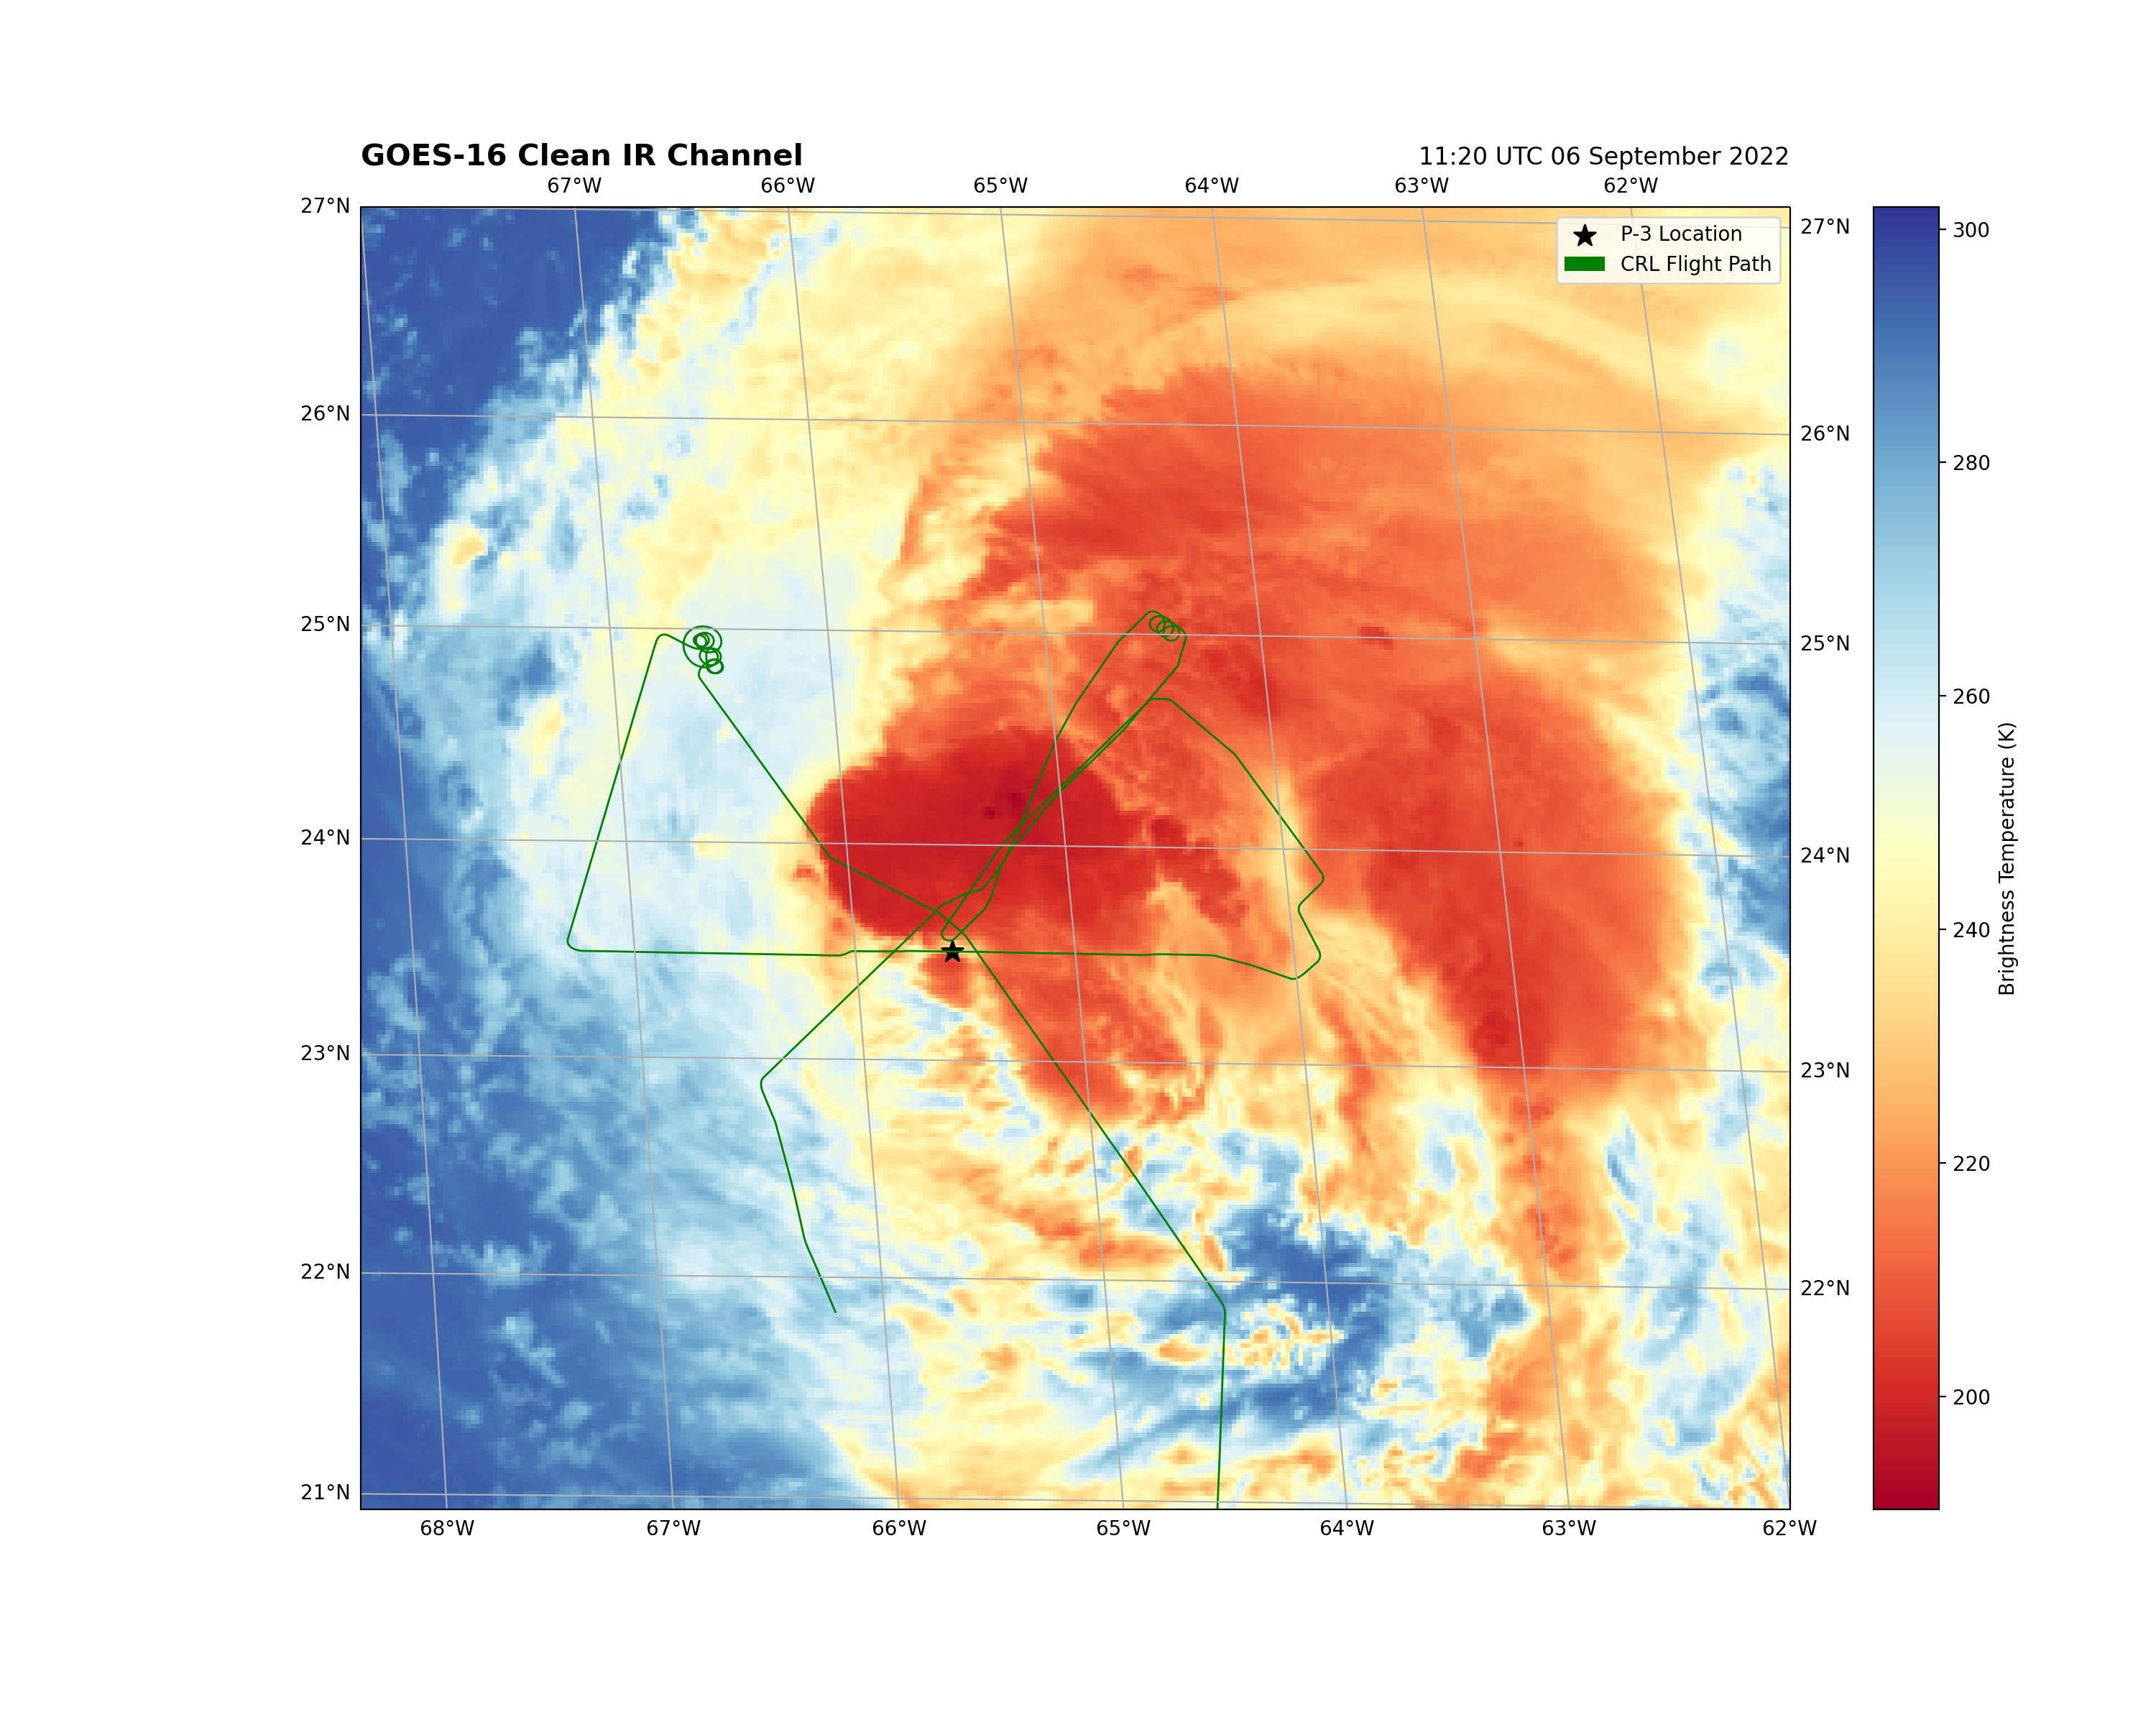 GOES-16 Clean IR Channel
11:20 UTC 06 September 2022
67°W 66°W 65°W 64°W 63°W 62°W
27°N
27°N
P-3 Location
CRL Flight Path
300
26°N
26°N
280
25°N
25°N
260
24°N
24°N
Brightness Temperature (K)
240
23°N
23°N
220
22°N
22°N
200
21°N
68°W 67°W 66°W 65°W 64°W 63°W 62°W